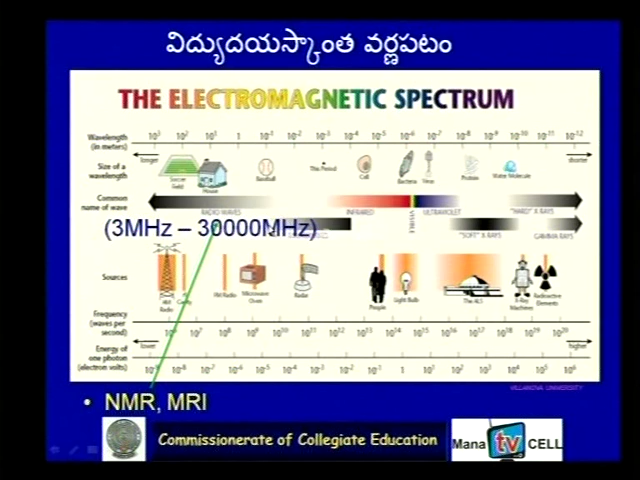 విద్యుదయస్కాంత వర్ణపటం
THE ELECTROMAGNETIC SPECTRUM
Wavelength (in meters)
10³ 10² 10¹ 1 10⁻¹ 10⁻² 10⁻³ 10⁻⁴ 10⁻⁵ 10⁻⁶ 10⁻⁷ 10⁻⁸ 10⁻⁹ 10⁻¹⁰ 10⁻¹¹ 10⁻¹²
longer shorter
Size of a wavelength
Soccer Field House Baseball This Period Cell Bacteria Virus Protein Water Molecule
Common name of wave
RADIO WAVES INFRARED VISIBLE ULTRAVIOLET "HARD" X RAYS
"SOFT" X RAYS GAMMA RAYS
(3MHz – 30000MHz)
Sources
AM Radio FM Radio Microwave Oven Radar People Light Bulb The ALS X-Ray Machines Radioactive Elements
Frequency (waves per second)
10⁶ 10⁷ 10⁸ 10⁹ 10¹⁰ 10¹¹ 10¹² 10¹³ 10¹⁴ 10¹⁵ 10¹⁶ 10¹⁷ 10¹⁸ 10¹⁹ 10²⁰
lower higher
Energy of one photon (electron volts)
10⁻⁹ 10⁻⁸ 10⁻⁷ 10⁻⁶ 10⁻⁵ 10⁻⁴ 10⁻³ 10⁻² 10⁻¹ 1 10¹ 10² 10³ 10⁴ 10⁵ 10⁶
VILLANOVA UNIVERSITY
• NMR, MRI
Commissionerate of Collegiate Education
Mana tv CELL